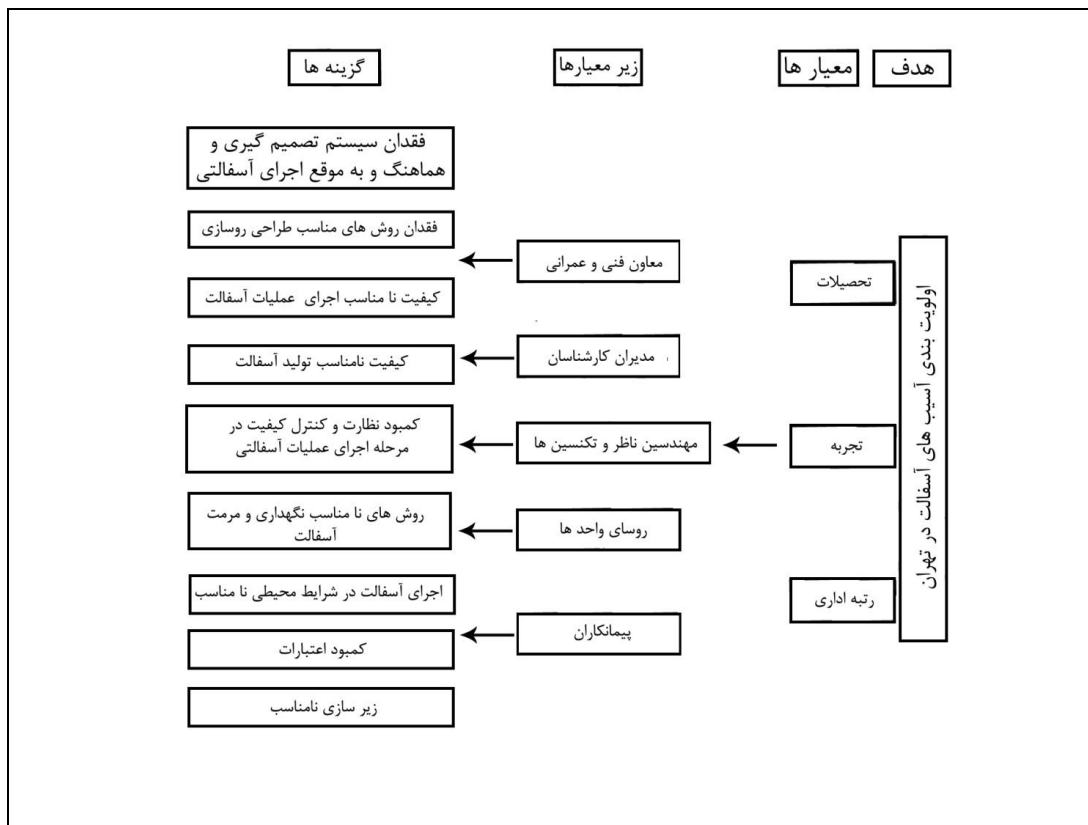 هدف
معیار ها
زیر معیارها
گزینه ها
اولویت بندی آسیب های آسفالت در تهران
تحصیلات
تجربه
رتبه اداری
معاون فنی و عمرانی
مدیران کارشناسان
مهندسین ناظر و تکنسین ها
روسای واحد ها
پیمانکاران
فقدان سیستم تصمیم گیری و
هماهنگ و به موقع اجرای آسفالتی
فقدان روش های مناسب طراحی روسازی
کیفیت نا مناسب اجرای عملیات آسفالت
کیفیت نامناسب تولید آسفالت
کمبود نظارت و کنترل کیفیت در
مرحله اجرای عملیات آسفالتی
روش های نا مناسب نگهداری و مرمت
آسفالت
اجرای آسفالت در شرایط محیطی نا مناسب
کمبود اعتبارات
زیر سازی نامناسب